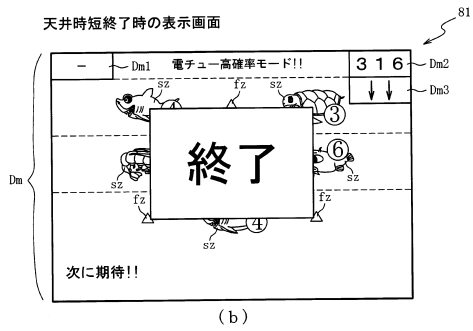 天井時短終了時の表示画面
81
− Dm1 電チュー高確率モード!! 316 Dm2
↓↓ Dm3
sz fz sz
3
Dm
終了
6
sz sz
fz fz
4
sz
次に期待!!
(b)